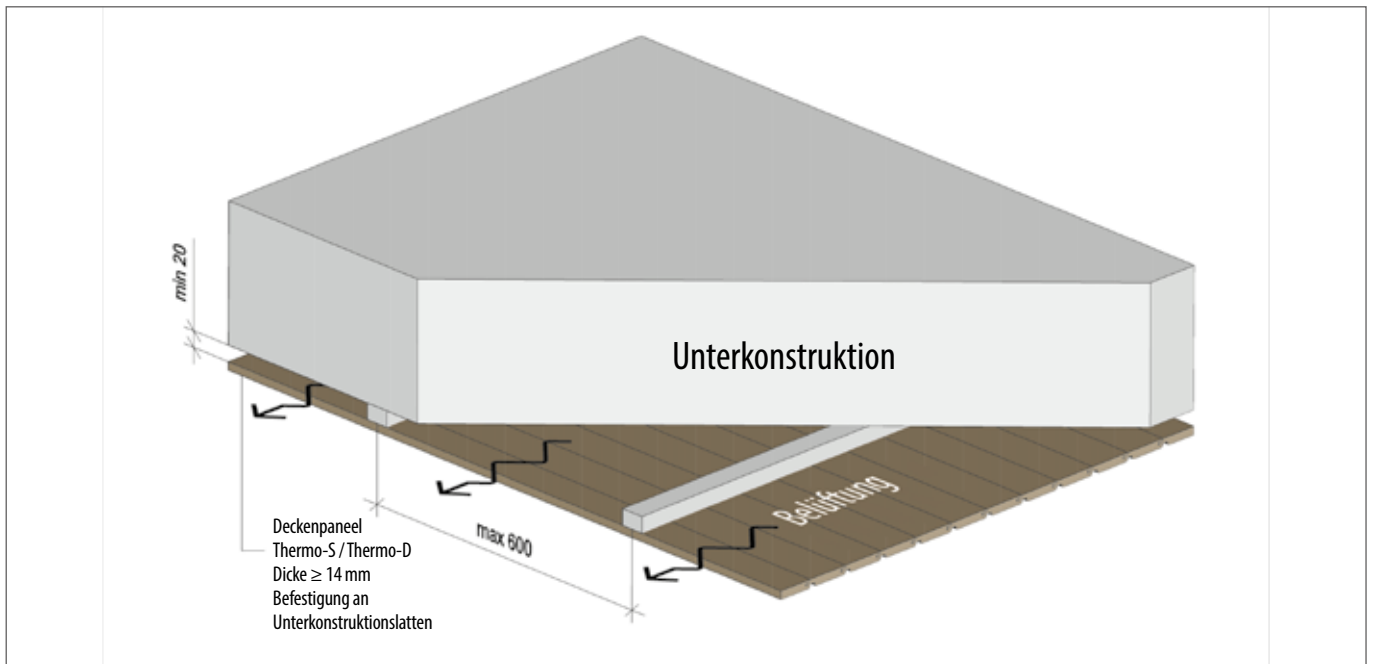 min 20
Unterkonstruktion
Belüftung
max 600
Deckenpaneel
Thermo-S / Thermo-D
Dicke ≥ 14 mm
Befestigung an
Unterkonstruktionslatten